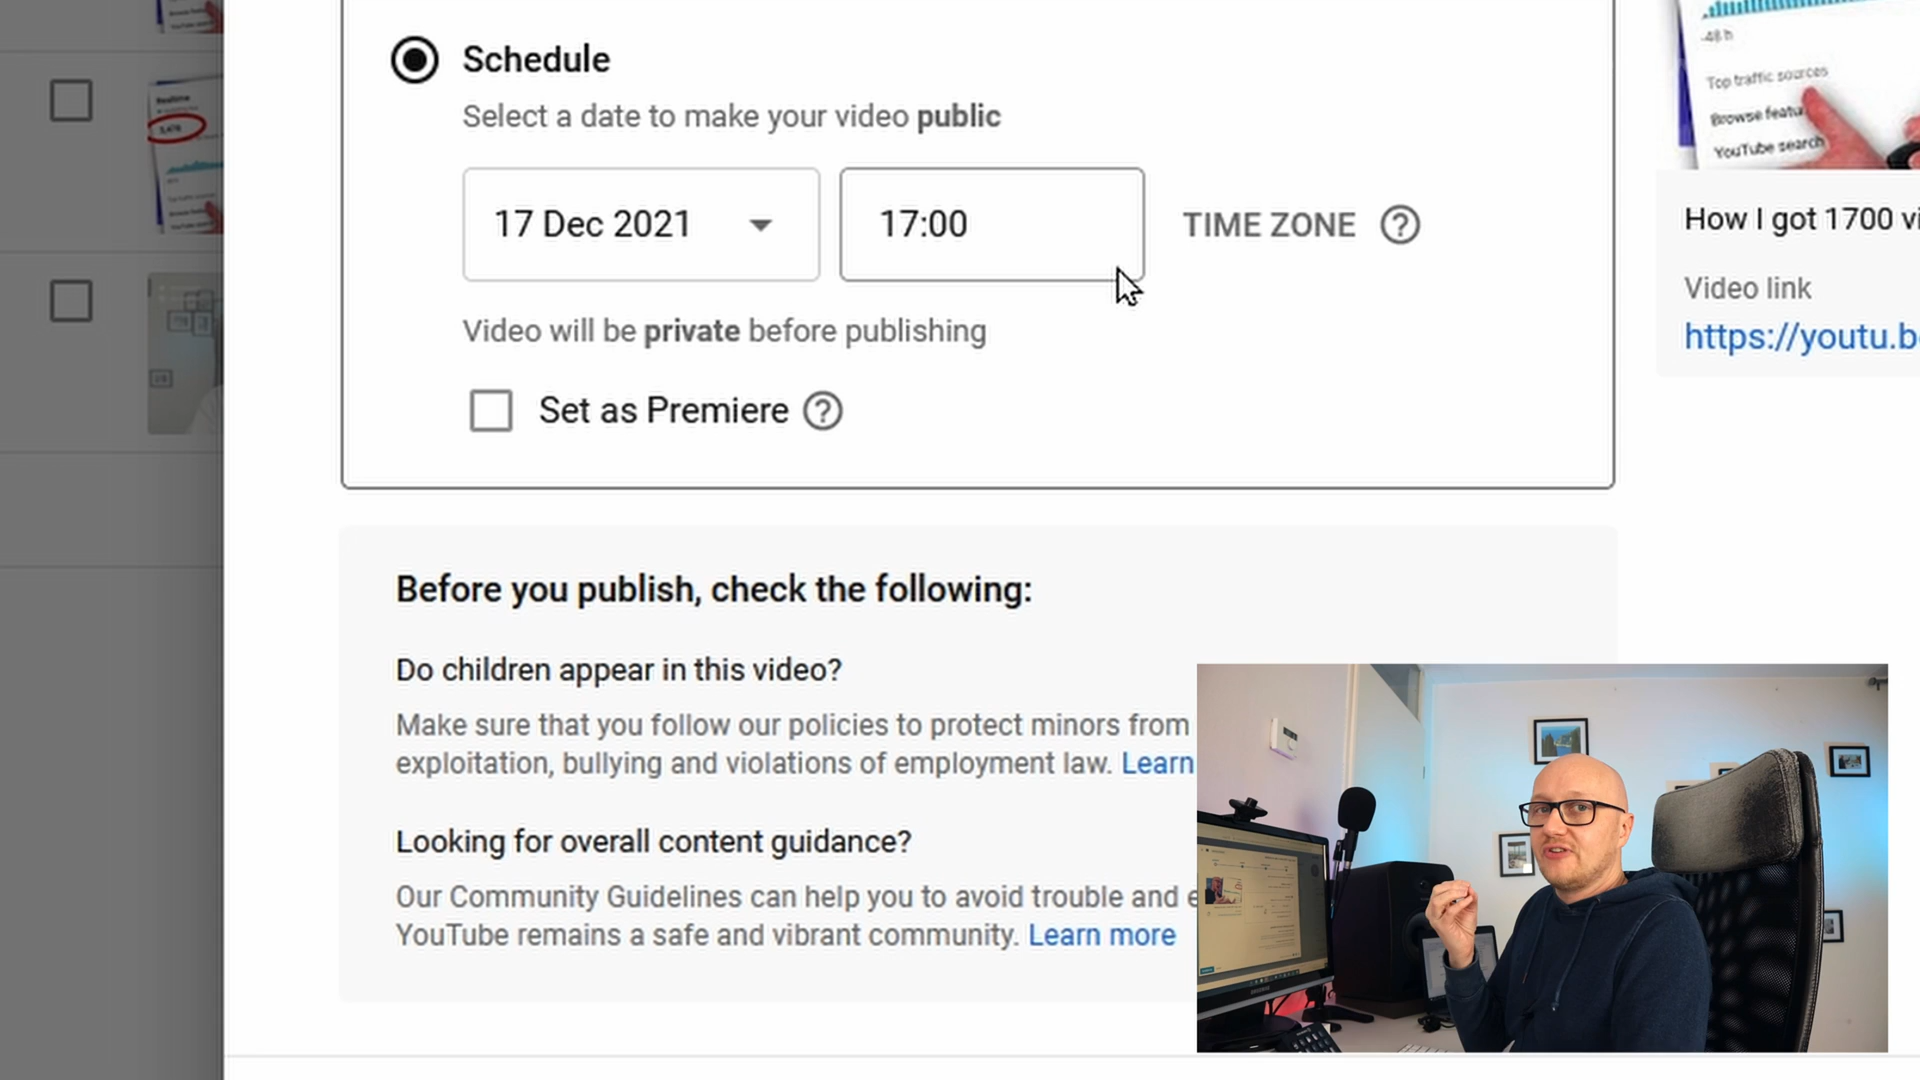 Schedule
Select a date to make your video public
17 Dec 2021
17:00
TIME ZONE
Video will be private before publishing
Set as Premiere
Before you publish, check the following:
Do children appear in this video?
Make sure that you follow our policies to protect minors from
exploitation, bullying and violations of employment law. Learn
Looking for overall content guidance?
Our Community Guidelines can help you to avoid trouble and e
YouTube remains a safe and vibrant community. Learn more
-48 h
Top traffic sources
Browse featu
YouTube search
How I got 1700 vi
Video link
https://youtu.b
Realtime